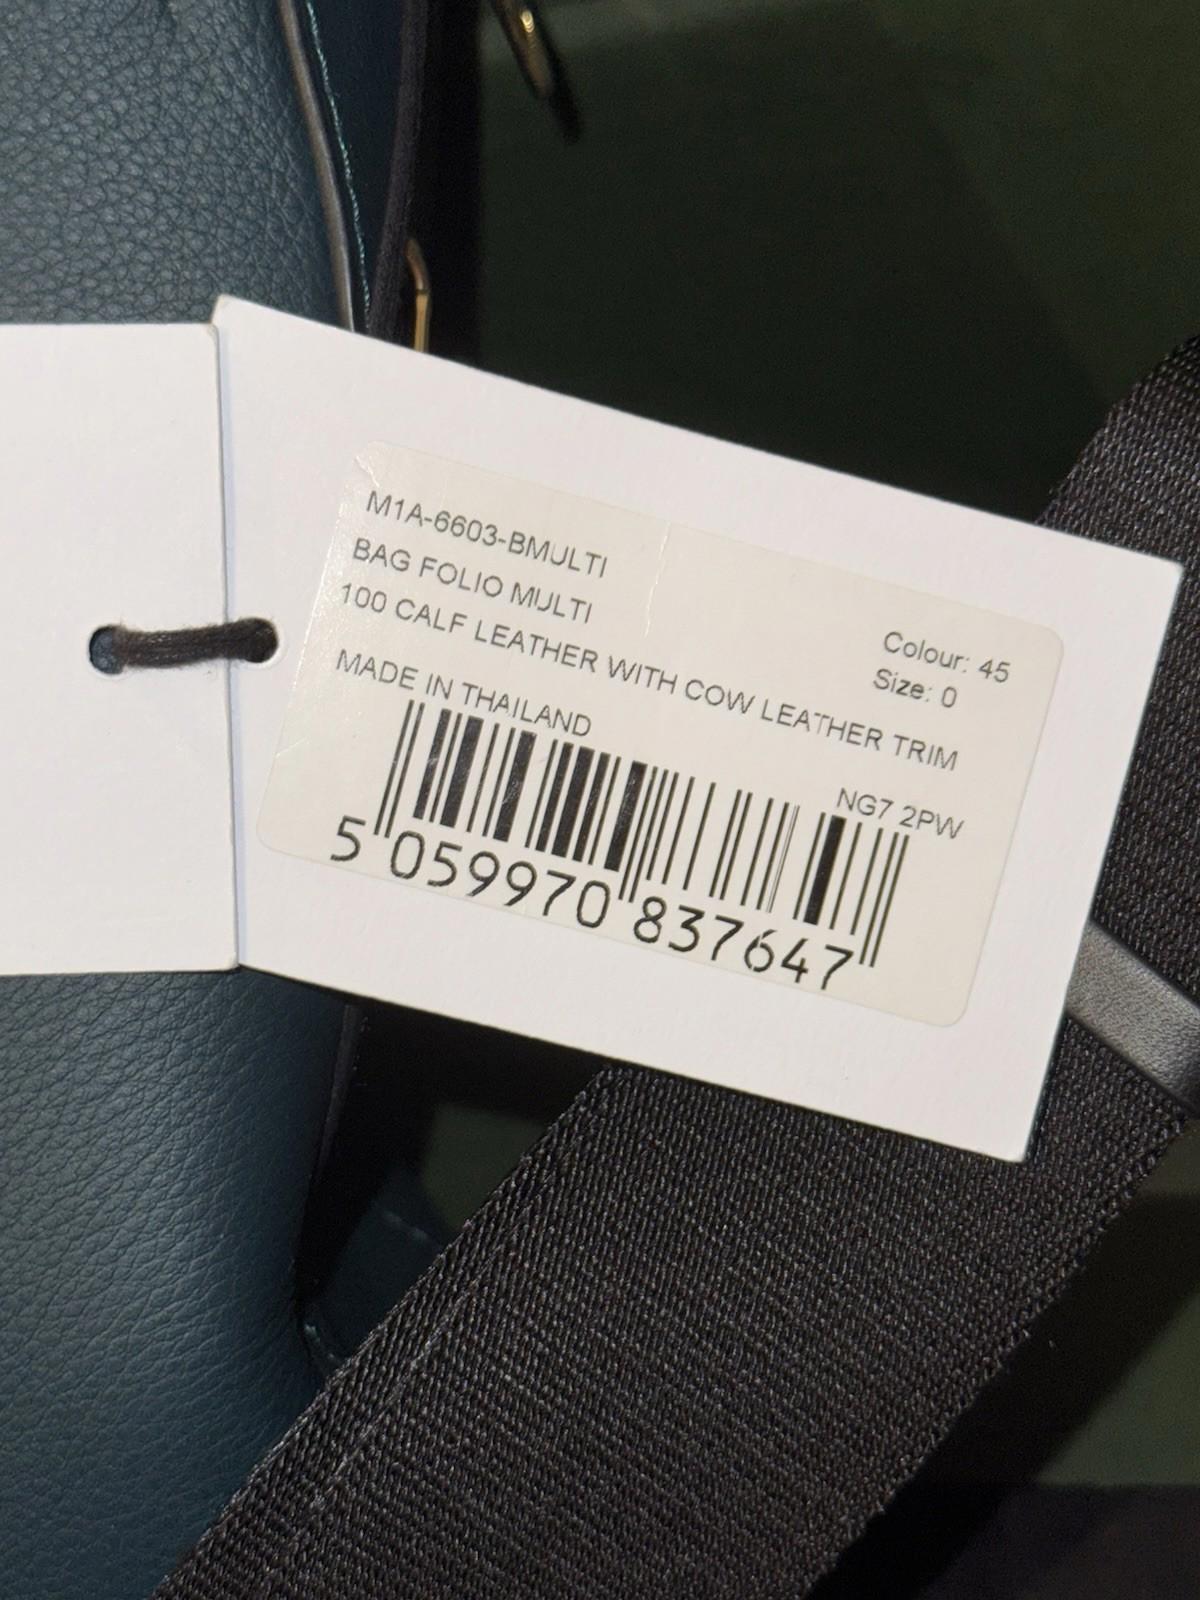 M1A-6603-BMULTI
BAG FOLIO MULTI
100 CALF LEATHER WITH COW LEATHER TRIM
Colour: 45
Size: 0
MADE IN THAILAND
NG7 2PW
5 059970 837647